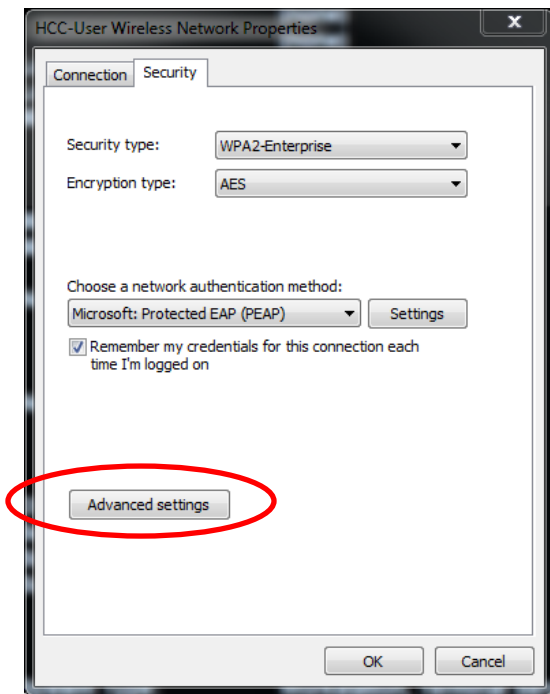 HCC-User Wireless Network Properties
x
Connection Security
Security type: WPA2-Enterprise
Encryption type: AES
Choose a network authentication method:
Microsoft: Protected EAP (PEAP) Settings
Remember my credentials for this connection each
time I'm logged on
Advanced settings
OK Cancel